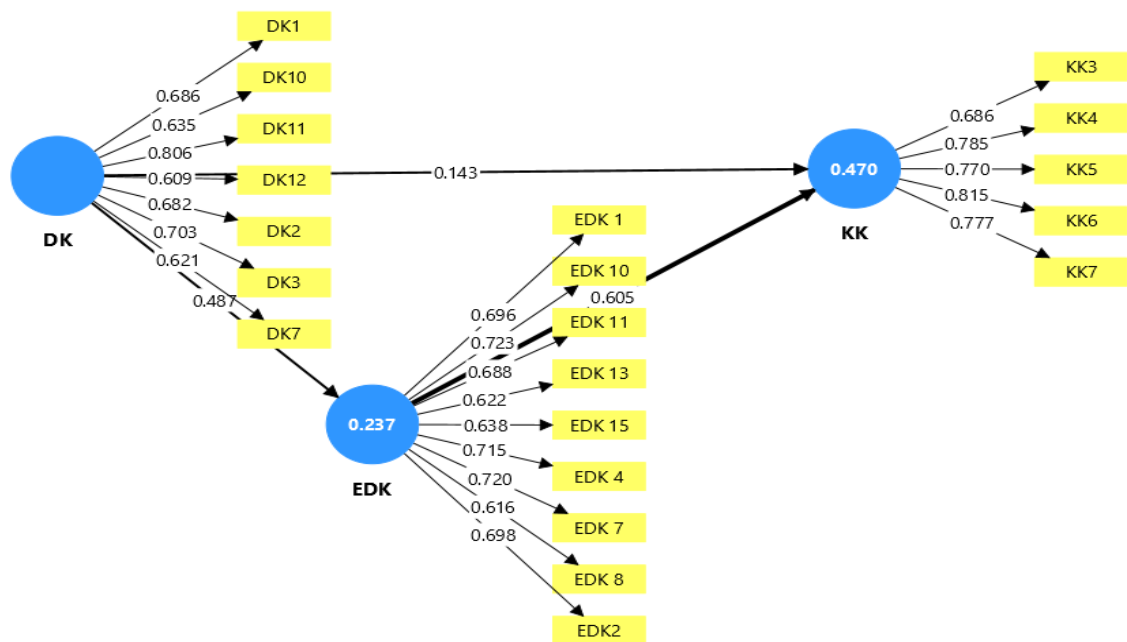 DK1
DK10
DK11
DK12
DK2
DK3
DK7
0.686
0.635
0.806
0.609
0.682
0.703
0.621
0.487
DK
0.143
0.605
EDK 1
EDK 10
EDK 11
EDK 13
EDK 15
EDK 4
EDK 7
EDK 8
EDK2
0.696
0.723
0.688
0.622
0.638
0.715
0.720
0.616
0.698
0.237
EDK
0.470
KK
0.686
0.785
0.770
0.815
0.777
KK3
KK4
KK5
KK6
KK7